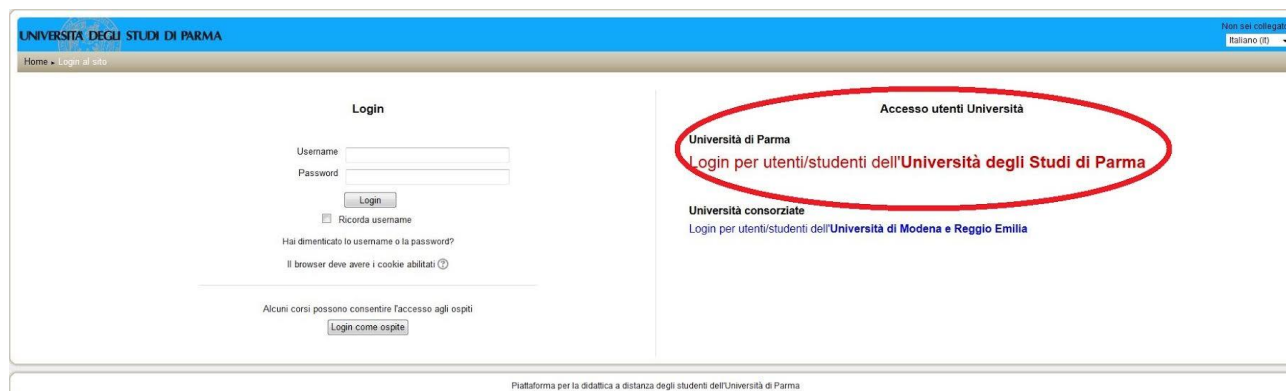 UNIVERSITA' DEGLI STUDI DI PARMA
Non sei collegato
Italiano (it)
Home ► Login al sito
Login
Username
Password
Login
Ricorda username
Hai dimenticato lo username o la password?
Il browser deve avere i cookie abilitati
Alcuni corsi possono consentire l'accesso agli ospiti
Login come ospite
Accesso utenti Università
Università di Parma
Login per utenti/studenti dell'Università degli Studi di Parma
Università consorziate
Login per utenti/studenti dell'Università di Modena e Reggio Emilia
Piattaforma per la didattica a distanza degli studenti dell'Università di Parma